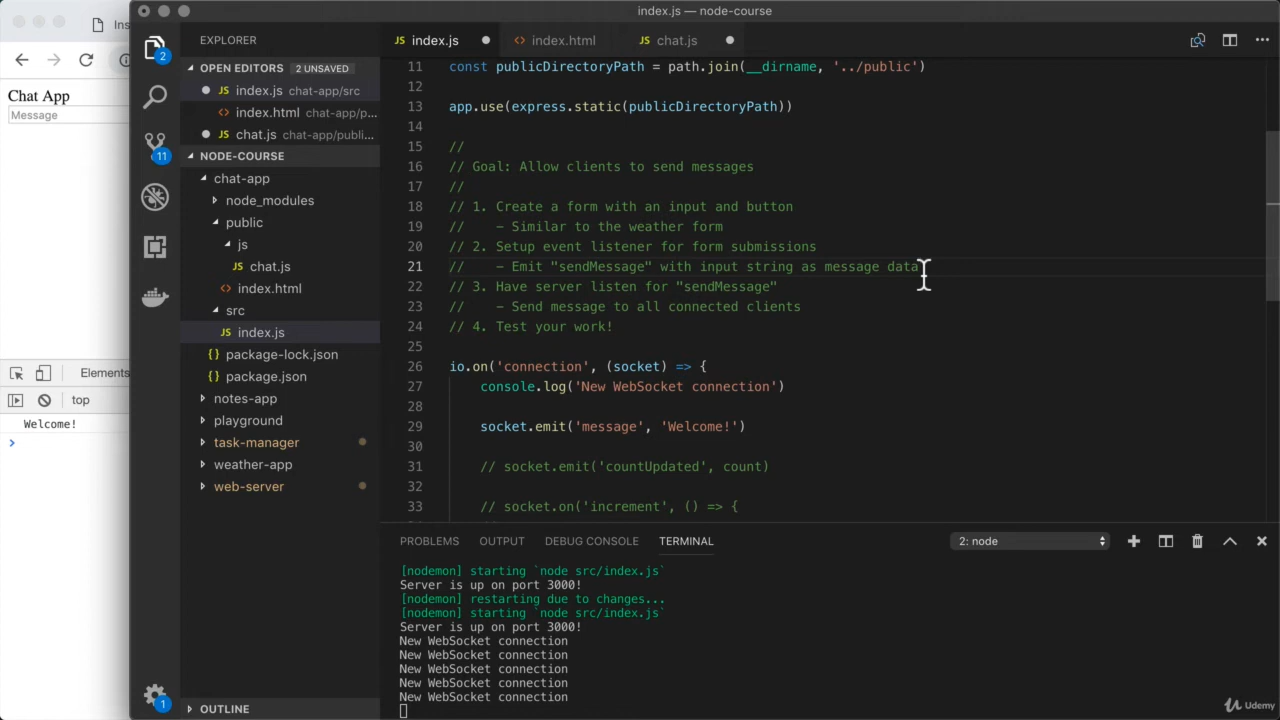 index.js — node-course
Ins
Chat App
Message
Elements
top
Welcome!
2
11
1
EXPLORER
OPEN EDITORS 2 UNSAVED
JS index.js chat-app/src
<> index.html chat-app/p...
JS chat.js chat-app/publi...
NODE-COURSE
chat-app
node_modules
public
js
JS chat.js
<> index.html
src
JS index.js
{} package-lock.json
{} package.json
notes-app
playground
task-manager
weather-app
web-server
OUTLINE
JS index.js
<> index.html
JS chat.js
11 const publicDirectoryPath = path.join(__dirname, '../public')
12
13 app.use(express.static(publicDirectoryPath))
14
15 //
16 // Goal: Allow clients to send messages
17 //
18 // 1. Create a form with an input and button
19 //    - Similar to the weather form
20 // 2. Setup event listener for form submissions
21 //    - Emit "sendMessage" with input string as message data
22 // 3. Have server listen for "sendMessage"
23 //    - Send message to all connected clients
24 // 4. Test your work!
25
26 io.on('connection', (socket) => {
27     console.log('New WebSocket connection')
28
29     socket.emit('message', 'Welcome!')
30
31     // socket.emit('countUpdated', count)
32
33     // socket.on('increment', () => {
PROBLEMS OUTPUT DEBUG CONSOLE TERMINAL 2: node
[nodemon] starting `node src/index.js`
Server is up on port 3000!
[nodemon] restarting due to changes...
[nodemon] starting `node src/index.js`
Server is up on port 3000!
New WebSocket connection
New WebSocket connection
New WebSocket connection
New WebSocket connection
New WebSocket connection
Udemy